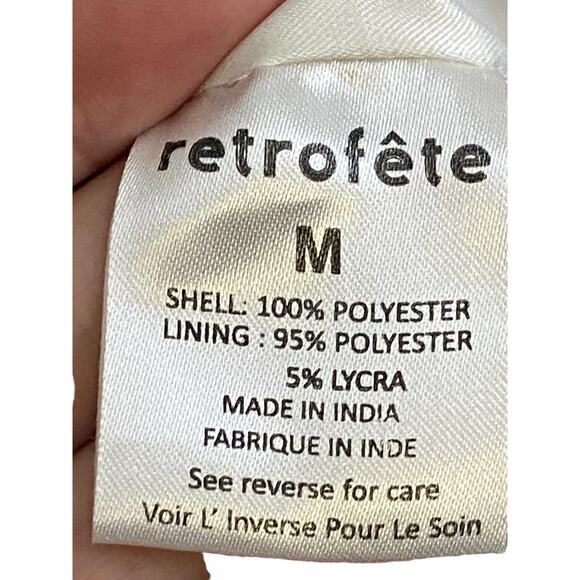 retrofête
M
SHELL: 100% POLYESTER
LINING : 95% POLYESTER
5% LYCRA
MADE IN INDIA
FABRIQUE IN INDE
See reverse for care
Voir L' Inverse Pour Le Soin